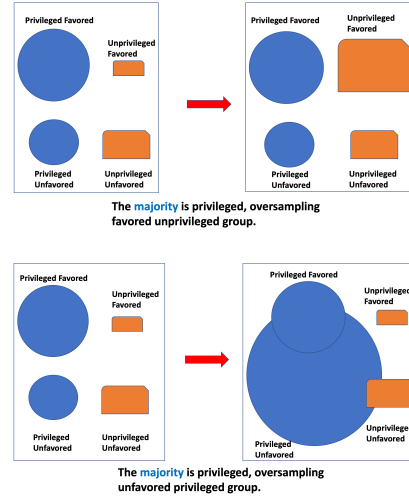 Privileged Favored
Unprivileged
Favored
Privileged
Unfavored
Unprivileged
Unfavored
Privileged Favored
Unprivileged
Favored
Privileged
Unfavored
Unprivileged
Unfavored
The majority is privileged, oversampling
favored unprivileged group.
Privileged Favored
Unprivileged
Favored
Privileged
Unfavored
Unprivileged
Unfavored
Privileged Favored
Unprivileged
Favored
Unprivileged
Unfavored
Privileged
Unfavored
The majority is privileged, oversampling
unfavored privileged group.